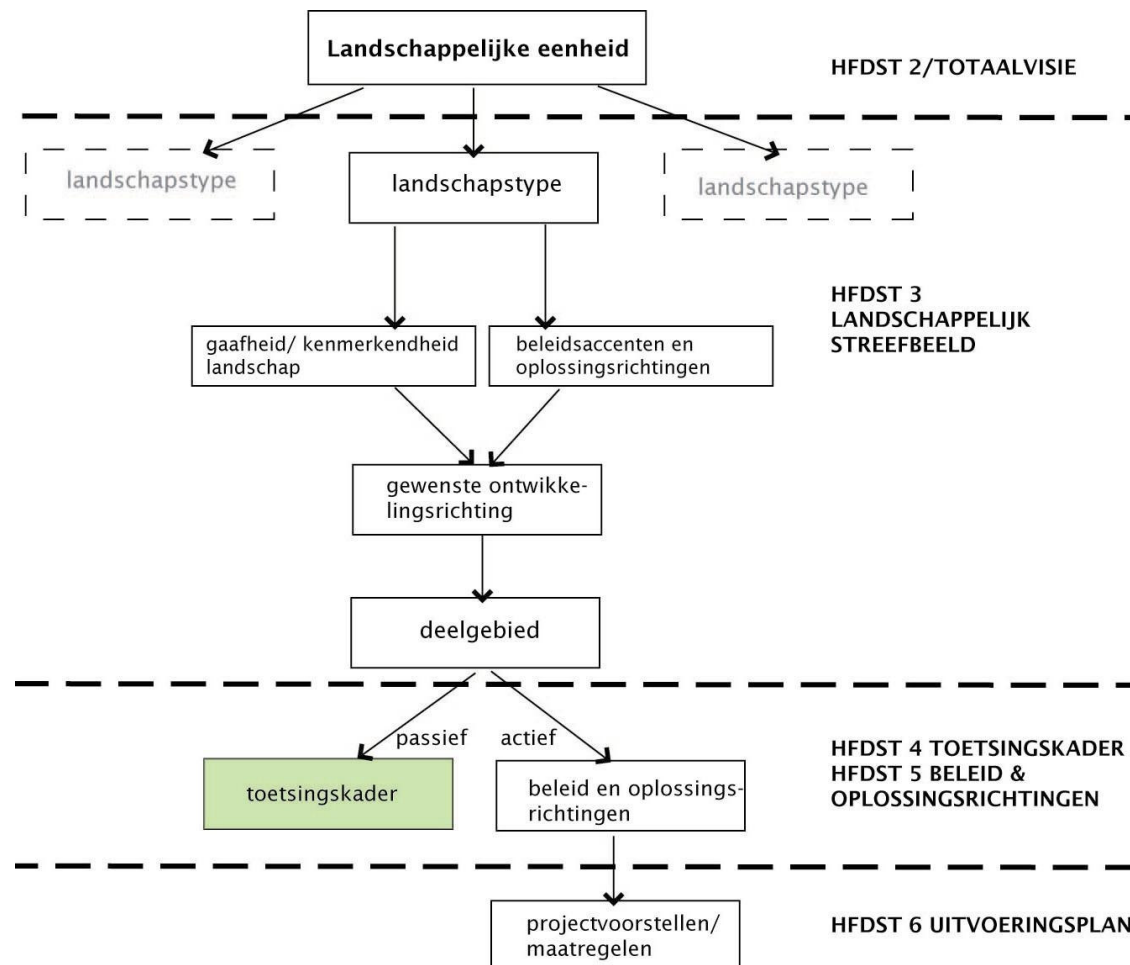 Landschappelijke eenheid
HFDST 2/TOTAALVISIE
landschapstype
landschapstype
landschapstype
HFDST 3
LANDSCHAPPELIJK
STREEFBEELD
gaafheid/ kenmerkendheid
landschap
beleidsaccenten en
oplossingsrichtingen
gewenste ontwikke-
lingsrichting
deelgebied
passief
actief
HFDST 4 TOETSINGSKADER
HFDST 5 BELEID &
OPLOSSINGSRICHTINGEN
toetsingskader
beleid en oplossings-
richtingen
projectvoorstellen/
maatregelen
HFDST 6 UITVOERINGSPLAN